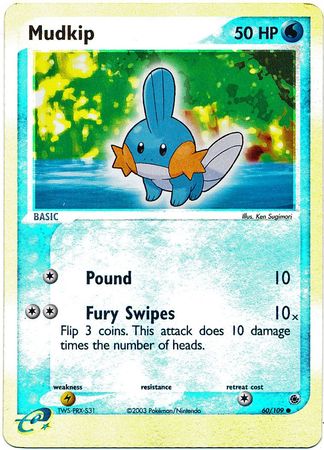 Mudkip 50 HP
BASIC Illus. Ken Sugimori
Pound 10
Fury Swipes 10x
Flip 3 coins. This attack does 10 damage
times the number of heads.
weakness resistance retreat cost
TWS-PRX-S31 ©2003 Pokémon/Nintendo 60/109
e